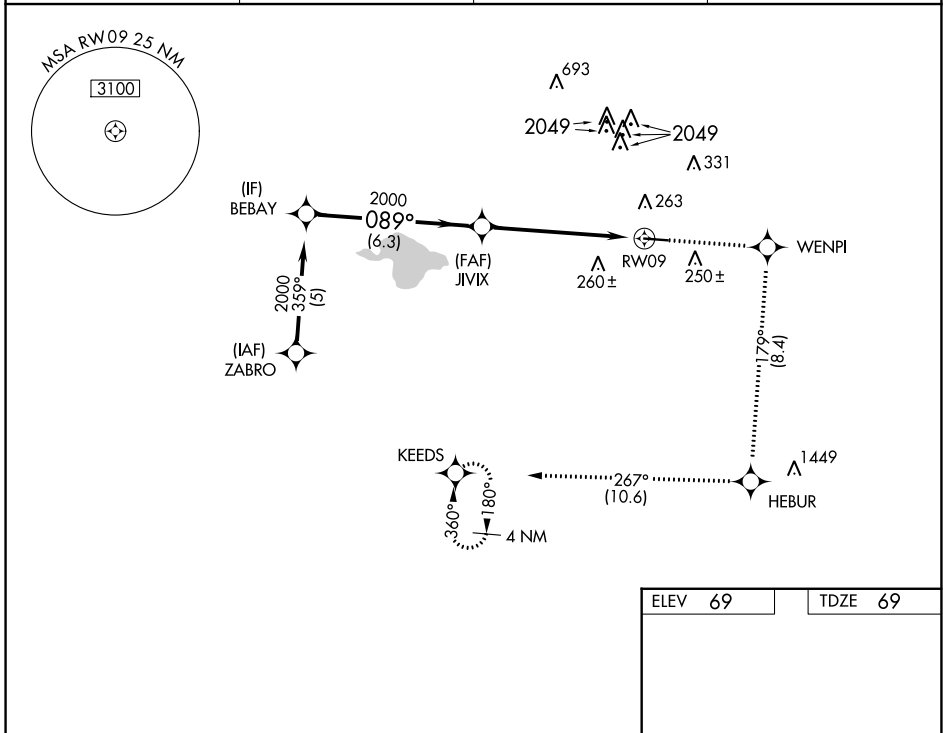 MSA RW09 25 NM
3100
693
2049
2049
331
263
(IF)
BEBAY
2000
089°
(6.3)
(FAF)
JIVIX
RW09
260±
250±
WENPI
2000
359°
(5)
(IAF)
ZABRO
179°
(8.4)
KEEDS
360°
180°
4 NM
267°
(10.6)
1449
HEBUR
ELEV 69
TDZE 69